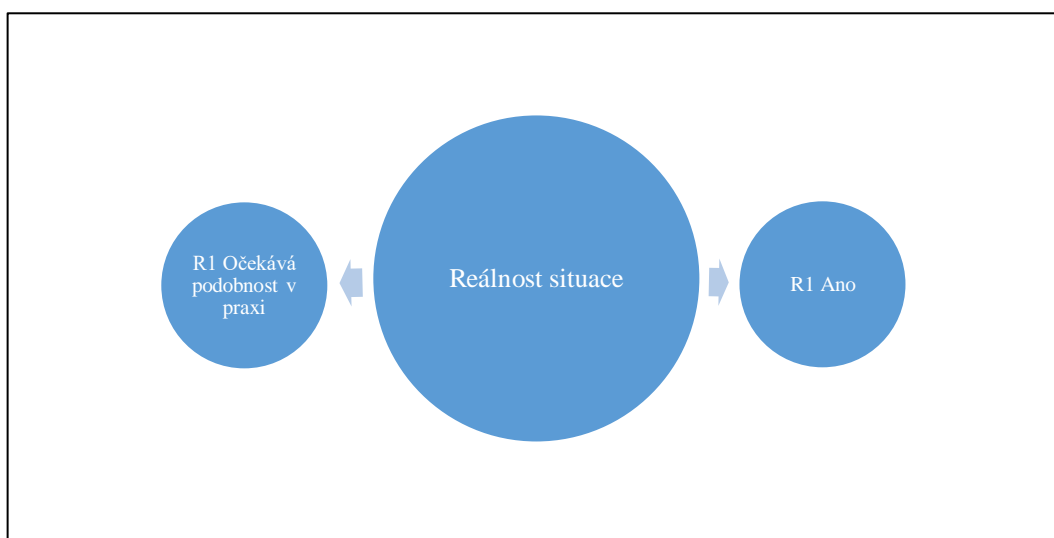 R1 Očekává
podobnost v
praxi
Reálnost situace
R1 Ano